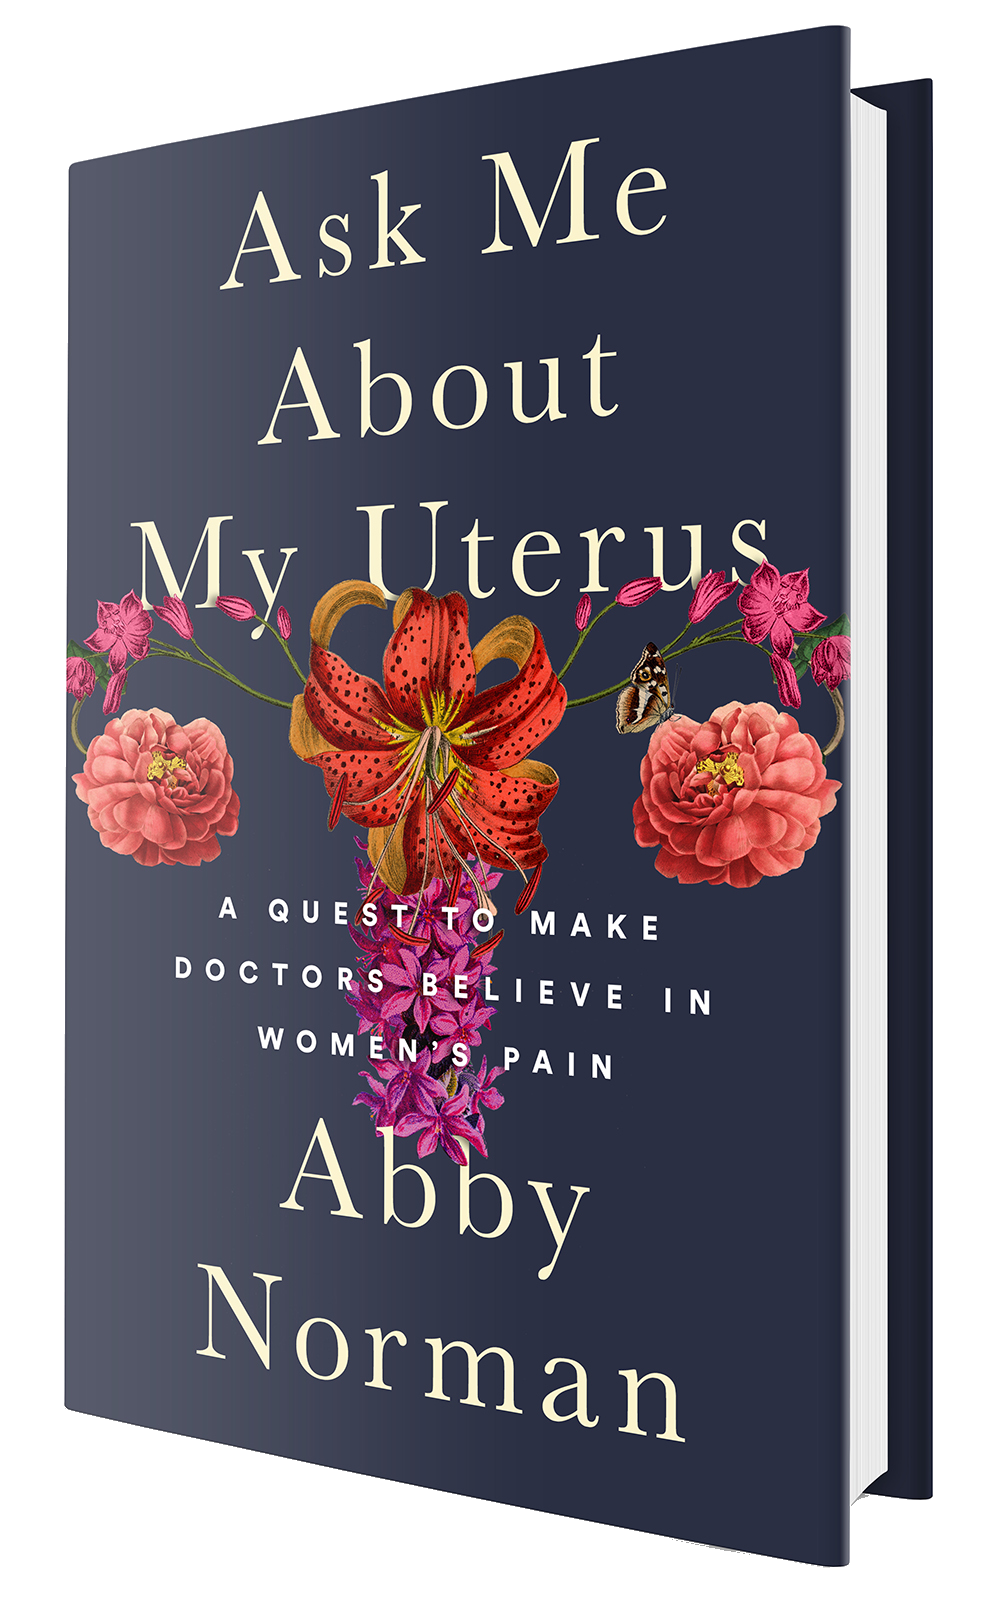 Ask Me
About
My Uterus
A QUEST TO MAKE
DOCTORS BELIEVE IN
WOMEN'S PAIN
Abby
Norman